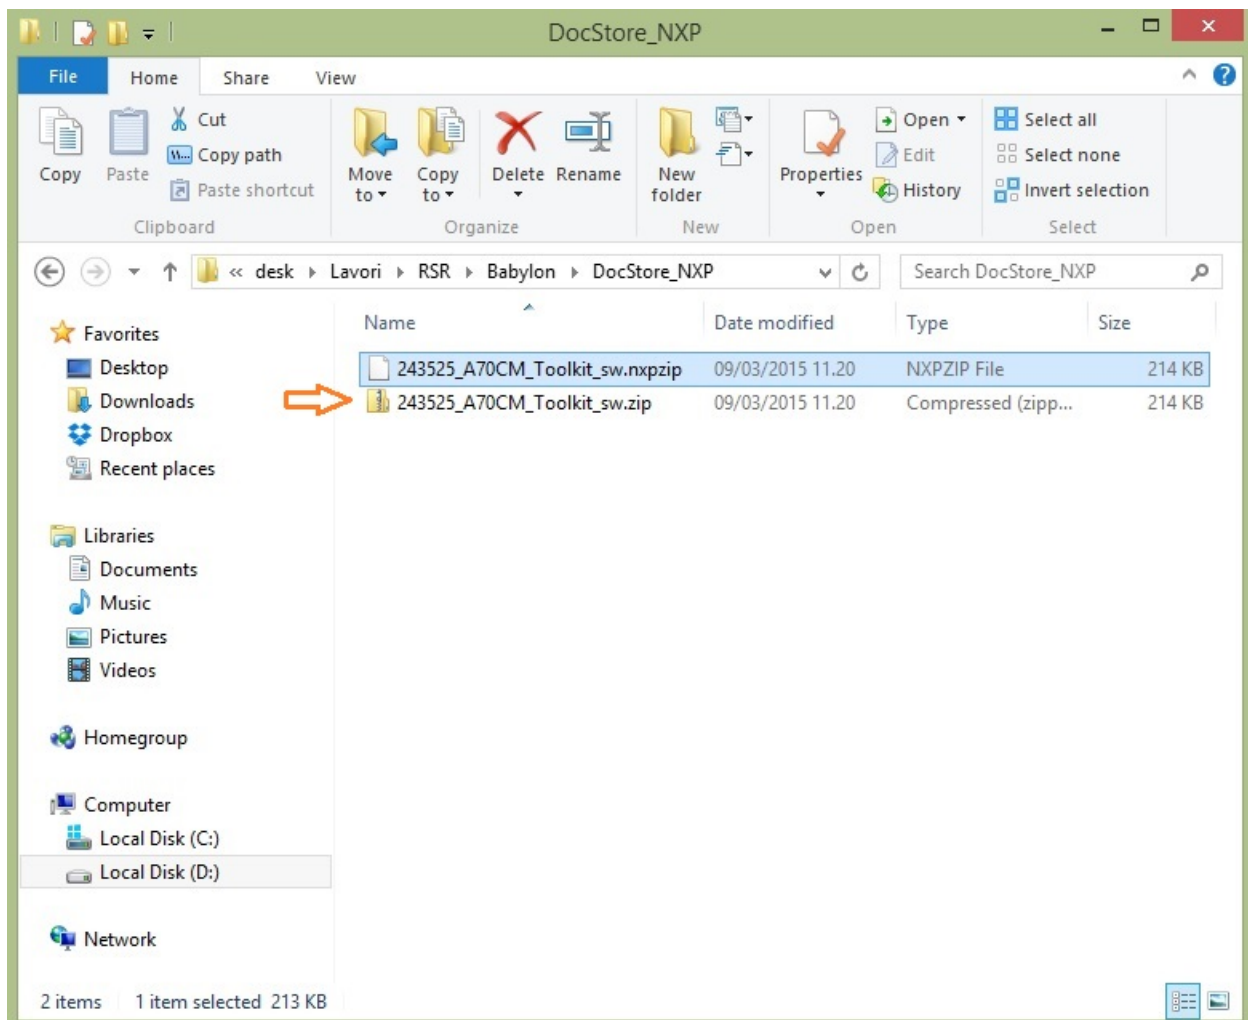 DocStore_NXP
File Home Share View
Copy
Paste
Cut
Copy path
Paste shortcut
Clipboard
Move to
Copy to
Delete
Rename
Organize
New folder
New
Properties
Open
Edit
History
Open
Select all
Select none
Invert selection
Select
« desk Lavori RSR Babylon DocStore_NXP
Search DocStore_NXP
Name Date modified Type Size
243525_A70CM_Toolkit_sw.nxpzip 09/03/2015 11.20 NXPZIP File 214 KB
243525_A70CM_Toolkit_sw.zip 09/03/2015 11.20 Compressed (zipp... 214 KB
Favorites
Desktop
Downloads
Dropbox
Recent places
Libraries
Documents
Music
Pictures
Videos
Homegroup
Computer
Local Disk (C:)
Local Disk (D:)
Network
2 items 1 item selected 213 KB